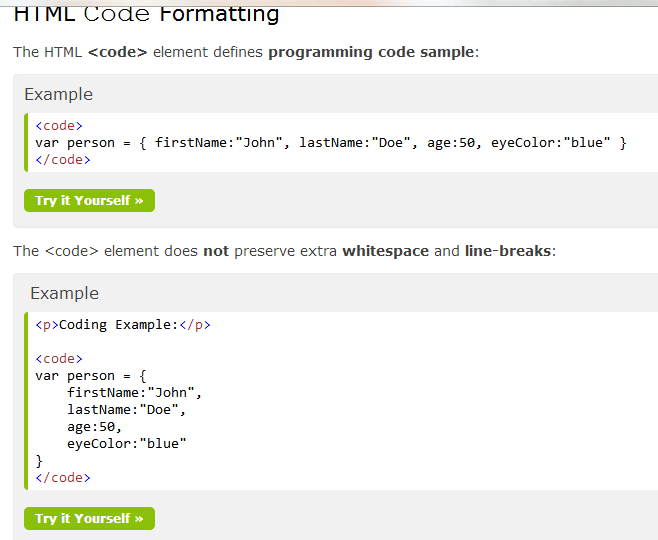 HTML Code Formatting
The HTML <code> element defines programming code sample:
Example
<code>
var person = { firstName:"John", lastName:"Doe", age:50, eyeColor:"blue" }
</code>
Try it Yourself »
The <code> element does not preserve extra whitespace and line-breaks:
Example
<p>Coding Example:</p>
<code>
var person = {
    firstName:"John",
    lastName:"Doe",
    age:50,
    eyeColor:"blue"
}
</code>
Try it Yourself »